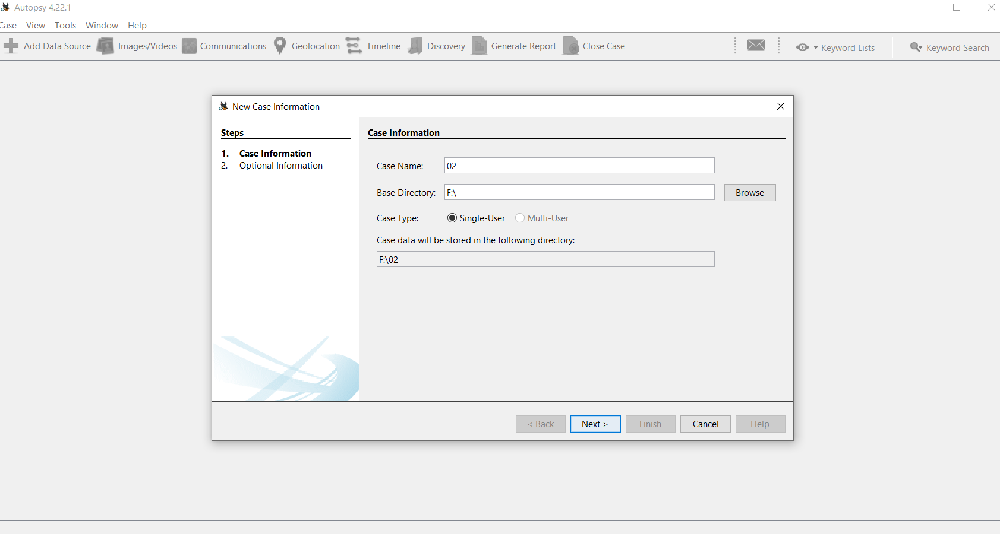 Autopsy 4.22.1
Case View Tools Window Help
Add Data Source Images/Videos Communications Geolocation Timeline Discovery Generate Report Close Case Keyword Lists Keyword Search
New Case Information
Steps
1. Case Information
2. Optional Information
Case Information
Case Name: 02
Base Directory: F:\ Browse
Case Type: Single-User Multi-User
Case data will be stored in the following directory:
F:\02
< Back Next > Finish Cancel Help